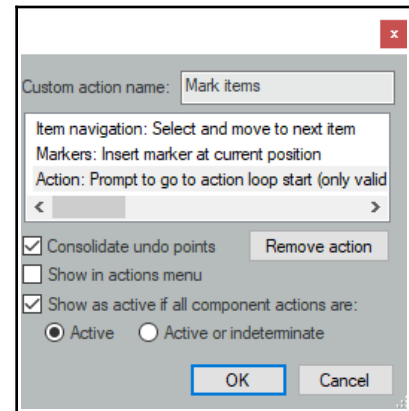 Custom action name: Mark items
Item navigation: Select and move to next item
Markers: Insert marker at current position
Action: Prompt to go to action loop start (only valid
Consolidate undo points Remove action
Show in actions menu
Show as active if all component actions are:
Active Active or indeterminate
OK Cancel